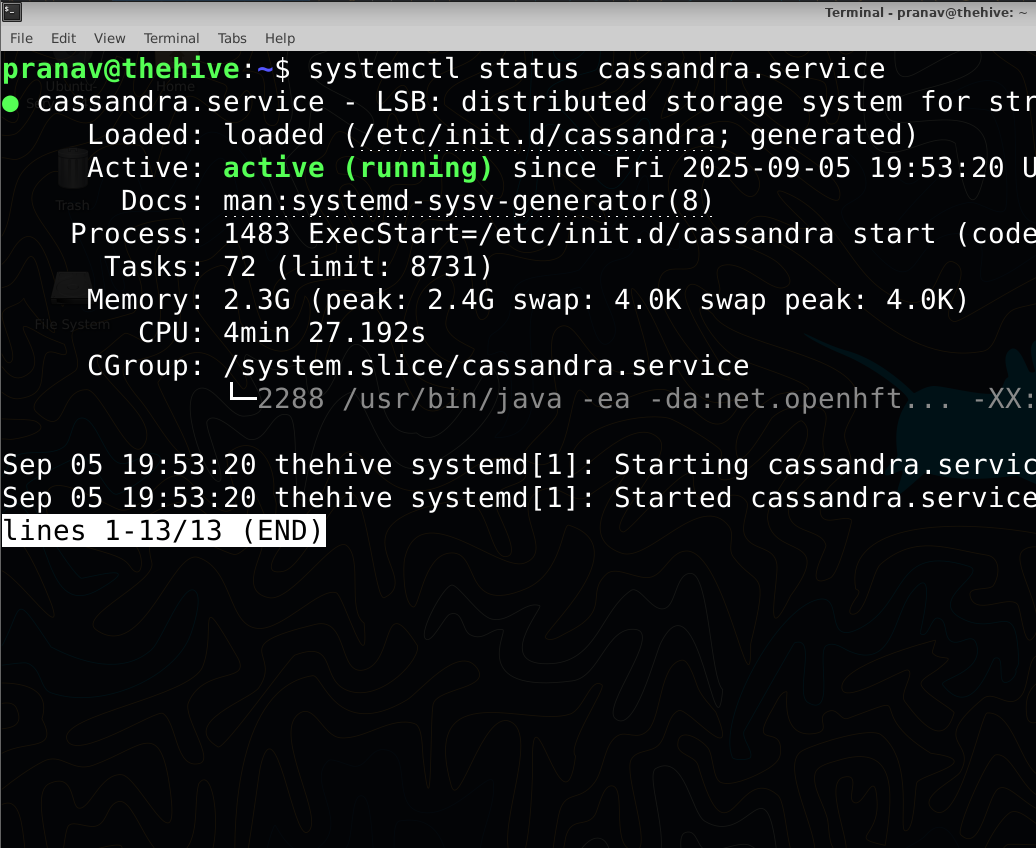 Terminal - pranav@thehive: ~
File Edit View Terminal Tabs Help
pranav@thehive:~$ systemctl status cassandra.service
● cassandra.service - LSB: distributed storage system for str
Loaded: loaded (/etc/init.d/cassandra; generated)
Active: active (running) since Fri 2025-09-05 19:53:20 U
Docs: man:systemd-sysv-generator(8)
Process: 1483 ExecStart=/etc/init.d/cassandra start (code
Tasks: 72 (limit: 8731)
Memory: 2.3G (peak: 2.4G swap: 4.0K swap peak: 4.0K)
CPU: 4min 27.192s
CGroup: /system.slice/cassandra.service
└─2288 /usr/bin/java -ea -da:net.openhft... -XX:
Sep 05 19:53:20 thehive systemd[1]: Starting cassandra.servic
Sep 05 19:53:20 thehive systemd[1]: Started cassandra.service
lines 1-13/13 (END)
Home
Trash
File System